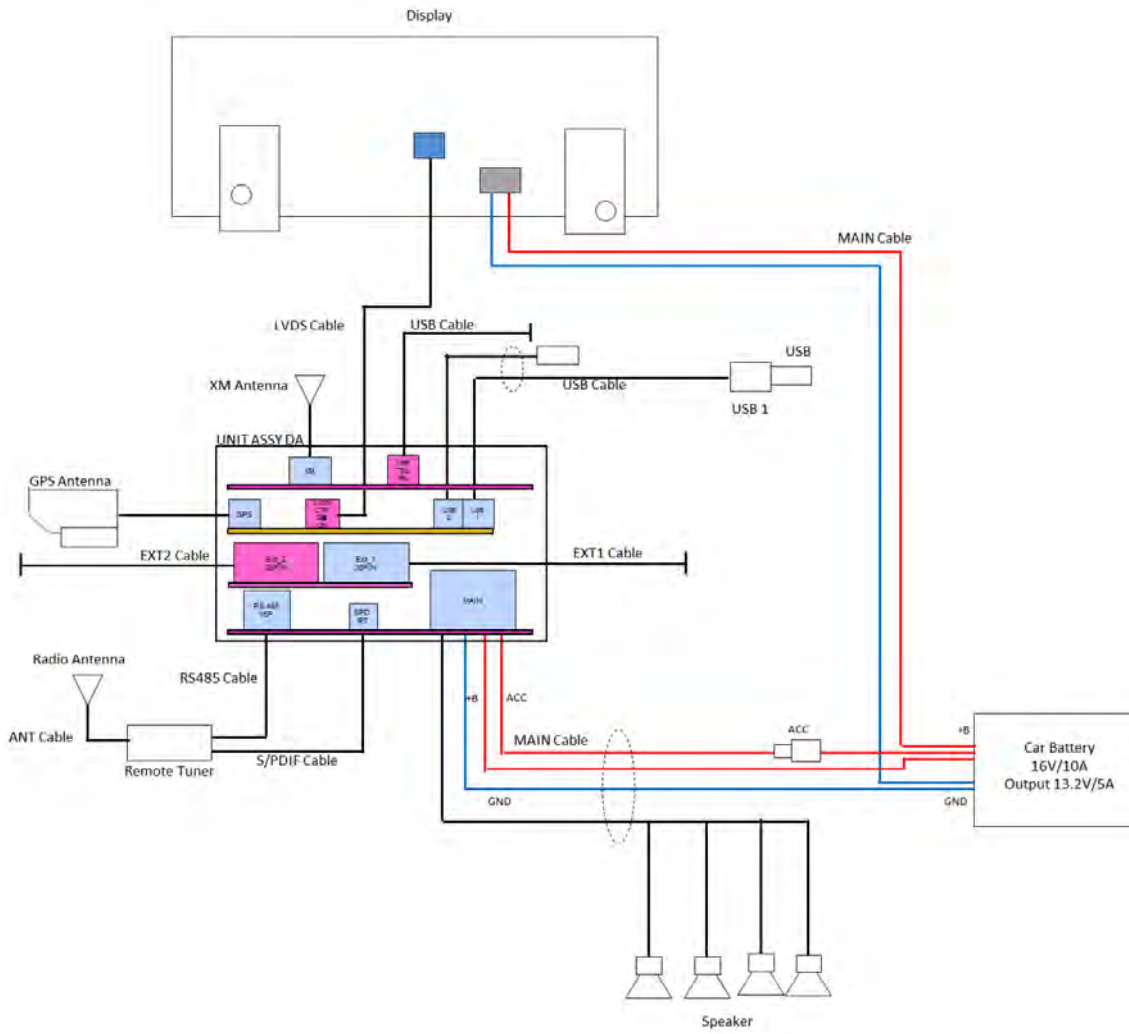 Display
MAIN Cable
LVDS Cable
USB Cable
USB
XM Antenna
USB Cable
USB 1
UNIT ASSY DA
GPS Antenna
GPS
EXT2 Cable
EXT1 Cable
MAIN
Radio Antenna
RS485 Cable
+B
ACC
ANT Cable
MAIN Cable
ACC
+B
Car Battery
16V/10A
Output 13.2V/5A
S/PDIF Cable
Remote Tuner
GND
GND
Speaker